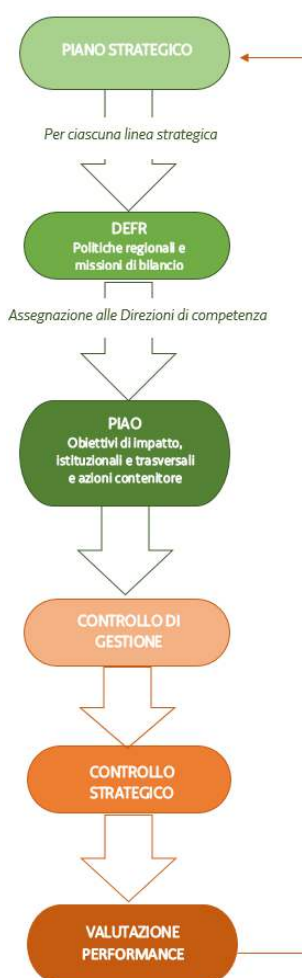 PIANO STRATEGICO
Per ciascuna linea strategica
DEFR
Politiche regionali e
missioni di bilancio
Assegnazione alle Direzioni di competenza
PIAO
Obiettivi di impatto,
istituzionali e trasversali
e azioni contenitore
CONTROLLO DI
GESTIONE
CONTROLLO
STRATEGICO
VALUTAZIONE
PERFORMANCE